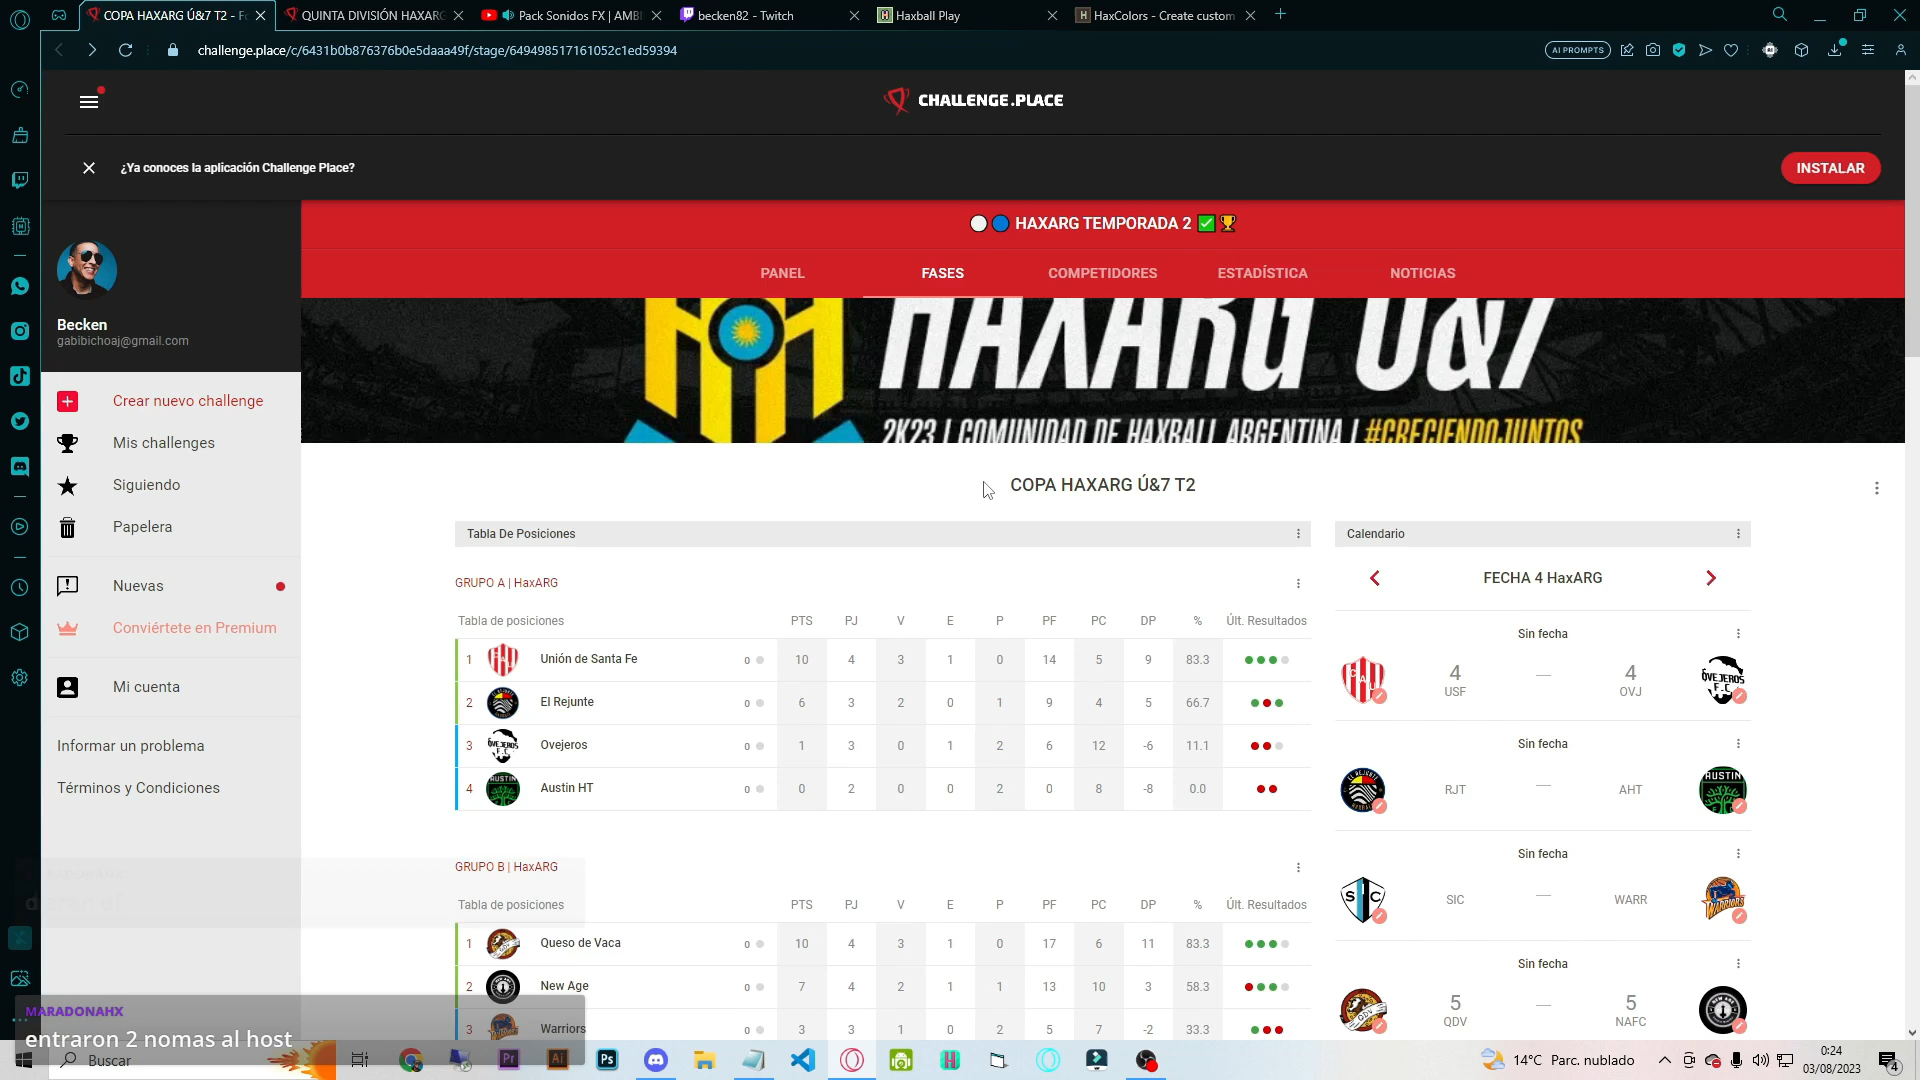 COPA HAXARG Ú&7 T2 - Fo
QUINTA DIVISIÓN HAXARG
Pack Sonidos FX | AMBI
becken82 - Twitch
Haxball Play
HaxColors - Create custom
challenge.place/c/6431b0b876376b0e5daaa49f/stage/649498517161052c1ed59394
AI PROMPTS
CHALLENGE.PLACE
¿Ya conoces la aplicación Challenge Place?
INSTALAR
HAXARG TEMPORADA 2
PANEL
FASES
COMPETIDORES
ESTADÍSTICA
NOTICIAS
HAXARG Ú&7
2K23 | COMUNIDAD DE HAXBALL ARGENTINA | #CRECIENDOJUNTOS
Becken
gabibichoaj@gmail.com
Crear nuevo challenge
Mis challenges
Siguiendo
Papelera
Nuevas
Conviértete en Premium
Mi cuenta
Informar un problema
Términos y Condiciones
COPA HAXARG Ú&7 T2
Tabla De Posiciones
GRUPO A | HaxARG
Tabla de posiciones PTS PJ V E P PF PC DP % Últ. Resultados
1 Unión de Santa Fe 0 10 4 3 1 0 14 5 9 83.3
2 El Rejunte 0 6 3 2 0 1 9 4 5 66.7
3 Ovejeros 0 1 3 0 1 2 6 12 -6 11.1
4 Austin HT 0 0 2 0 0 2 0 8 -8 0.0
GRUPO B | HaxARG
Tabla de posiciones PTS PJ V E P PF PC DP % Últ. Resultados
1 Queso de Vaca 0 10 4 3 1 0 17 6 11 83.3
2 New Age 0 7 4 2 1 1 13 10 3 58.3
3 Warriors 0 3 3 1 0 2 5 7 -2 33.3
Calendario
FECHA 4 HaxARG
Sin fecha
4 4
USF OVJ
Sin fecha
RJT AHT
Sin fecha
SIC WARR
Sin fecha
5 5
QDV NAFC
MARADONAHX
entraron 2 nomas al host
Buscar
14°C Parc. nublado
0:24
03/08/2023
4